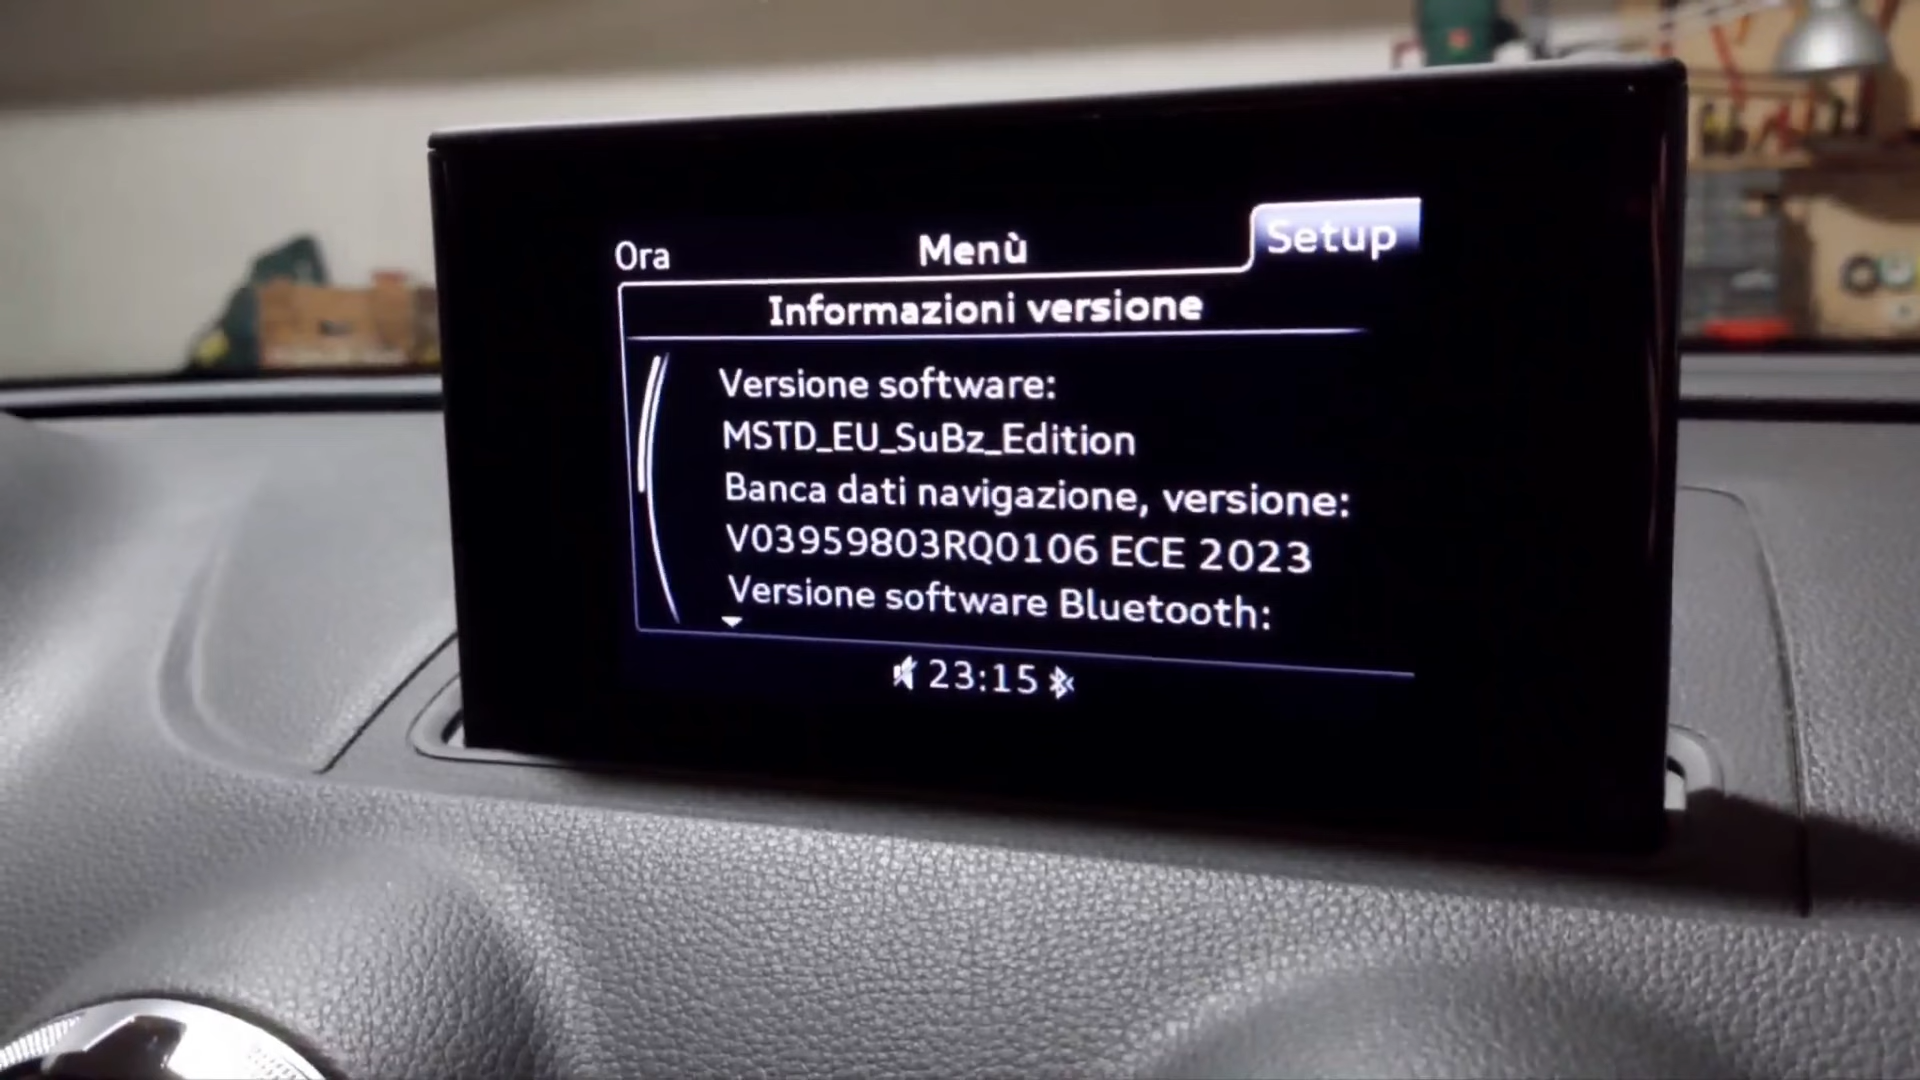 Ora Menù Setup
Informazioni versione
Versione software:
MSTD_EU_SuBz_Edition
Banca dati navigazione, versione:
V03959803RQ0106 ECE 2023
Versione software Bluetooth:
23:15